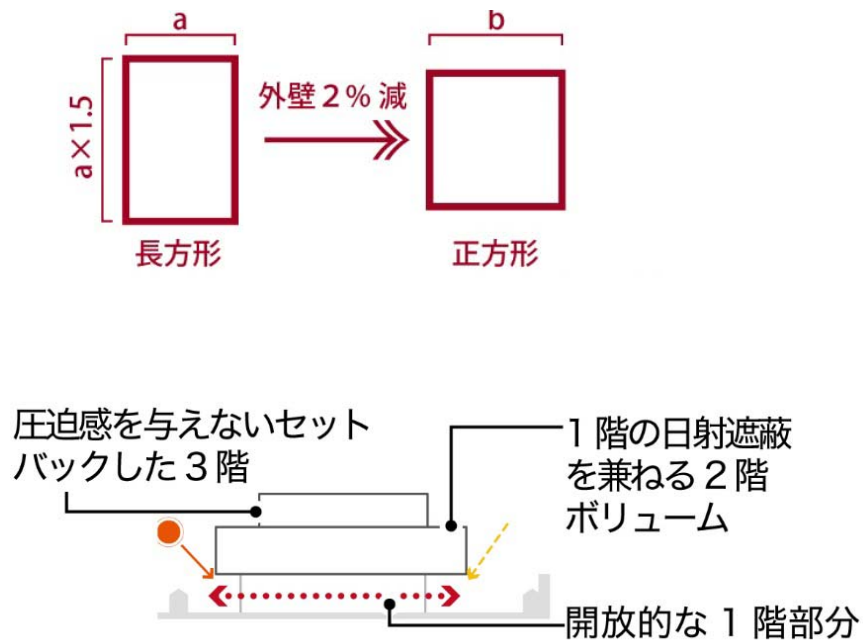 a
b
a×1.5
外壁2%減
長方形
正方形
圧迫感を与えないセット
バックした3階
1階の日射遮蔽
を兼ねる2階
ボリューム
開放的な1階部分